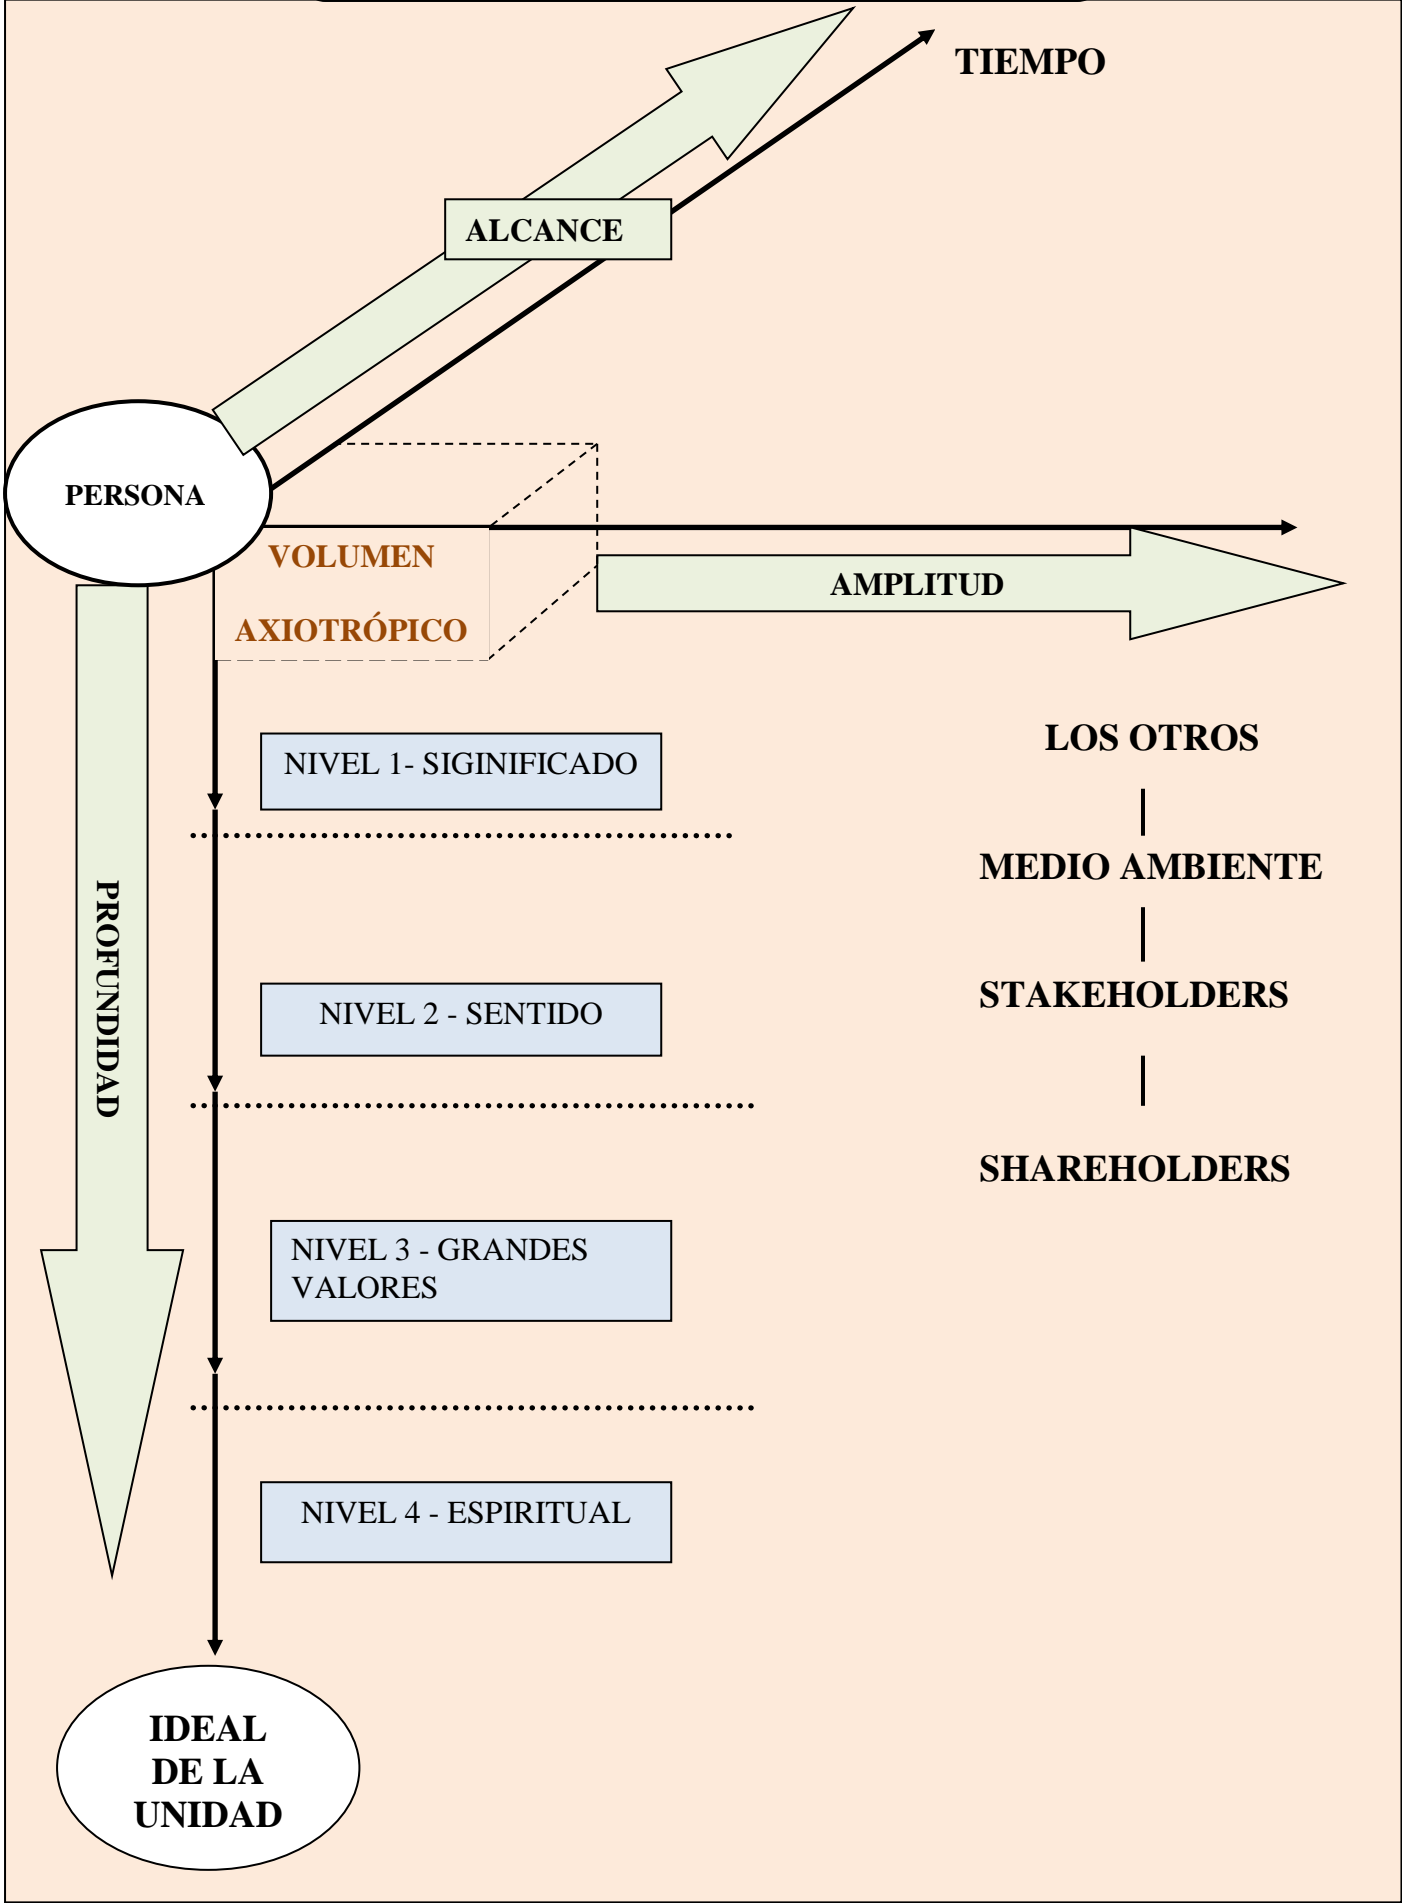 TIEMPO
ALCANCE
PERSONA
VOLUMEN
AXIOTRÓPICO
AMPLITUD
PROFUNDIDAD
NIVEL 1- SIGINIFICADO
NIVEL 2 - SENTIDO
NIVEL 3 - GRANDES
VALORES
NIVEL 4 - ESPIRITUAL
LOS OTROS
MEDIO AMBIENTE
STAKEHOLDERS
SHAREHOLDERS
IDEAL
DE LA
UNIDAD